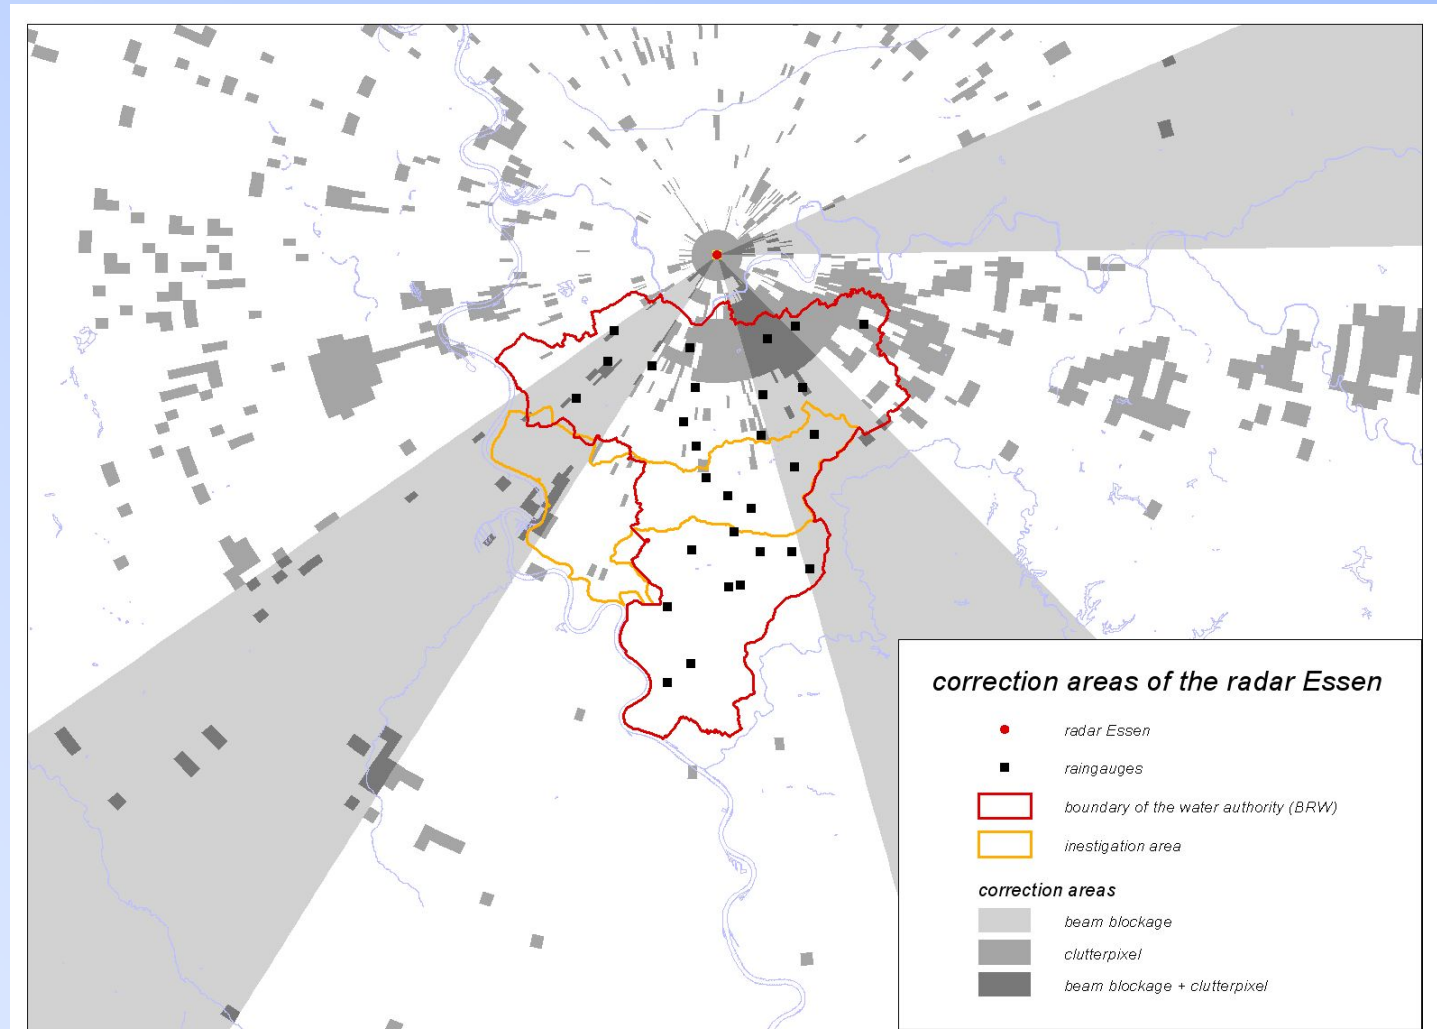 correction areas of the radar Essen
radar Essen
raingauges
boundary of the water authority (BRW)
inestigation area
correction areas
beam blockage
clutterpixel
beam blockage + clutterpixel